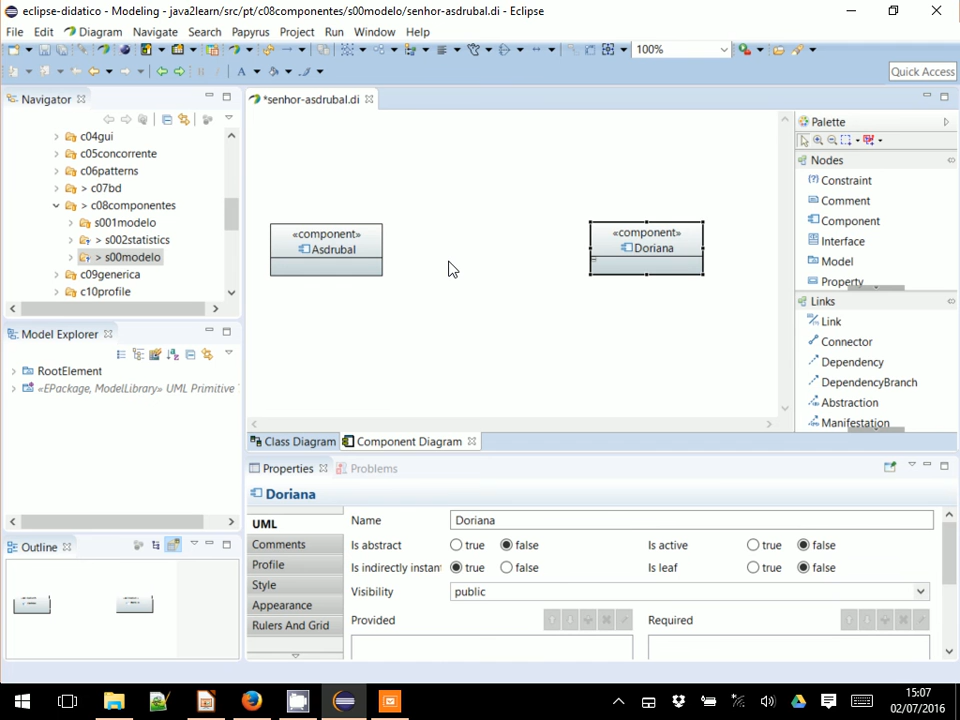 eclipse-didatico - Modeling - java2learn/src/pt/c08componentes/s00modelo/senhor-asdrubal.di - Eclipse
File Edit Diagram Navigate Search Papyrus Project Run Window Help
100%
Quick Access
Navigator
c04gui
c05concorrente
c06patterns
> c07bd
> c08componentes
s001modelo
> s002statistics
> s00modelo
c09generica
c10profile
Model Explorer
RootElement
«EPackage, ModelLibrary» UML Primitive
Outline
*senhor-asdrubal.di
«component»
Asdrubal
«component»
Doriana
Class Diagram Component Diagram
Palette
Nodes
Constraint
Comment
Component
Interface
Model
Property
Links
Link
Connector
Dependency
DependencyBranch
Abstraction
Manifestation
Properties Problems
Doriana
UML
Comments
Profile
Style
Appearance
Rulers And Grid
Name Doriana
Is abstract true false Is active true false
Is indirectly instan true false Is leaf true false
Visibility public
Provided Required
15:07
02/07/2016